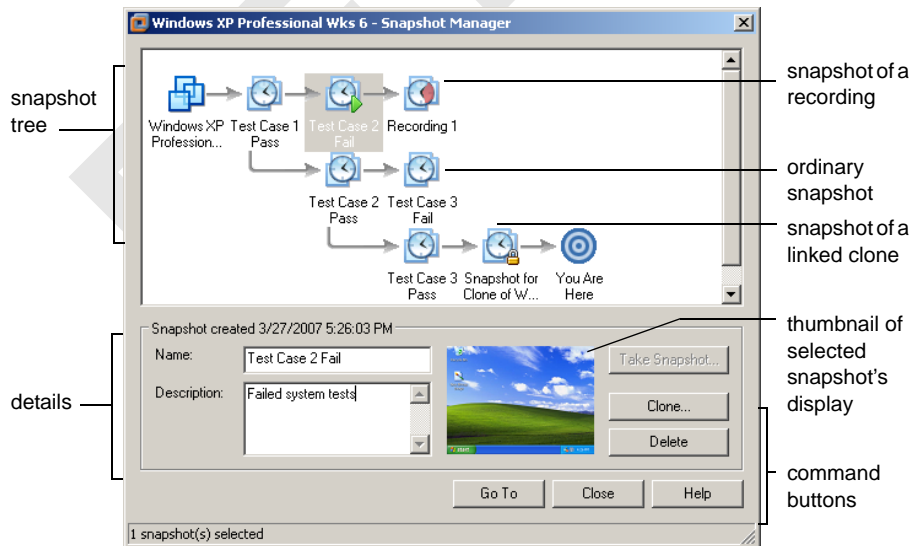 Windows XP Professional Wks 6 - Snapshot Manager
snapshot tree
snapshot of a recording
Windows XP Profession...
Test Case 1 Pass
Test Case 2 Fail
Recording 1
ordinary snapshot
Test Case 2 Pass
Test Case 3 Fail
snapshot of a linked clone
Test Case 3 Pass
Snapshot for Clone of W...
You Are Here
details
Snapshot created 3/27/2007 5:26:03 PM
Name:
Test Case 2 Fail
Description:
Failed system tests
thumbnail of selected snapshot's display
Take Snapshot...
Clone...
Delete
command buttons
Go To
Close
Help
1 snapshot(s) selected